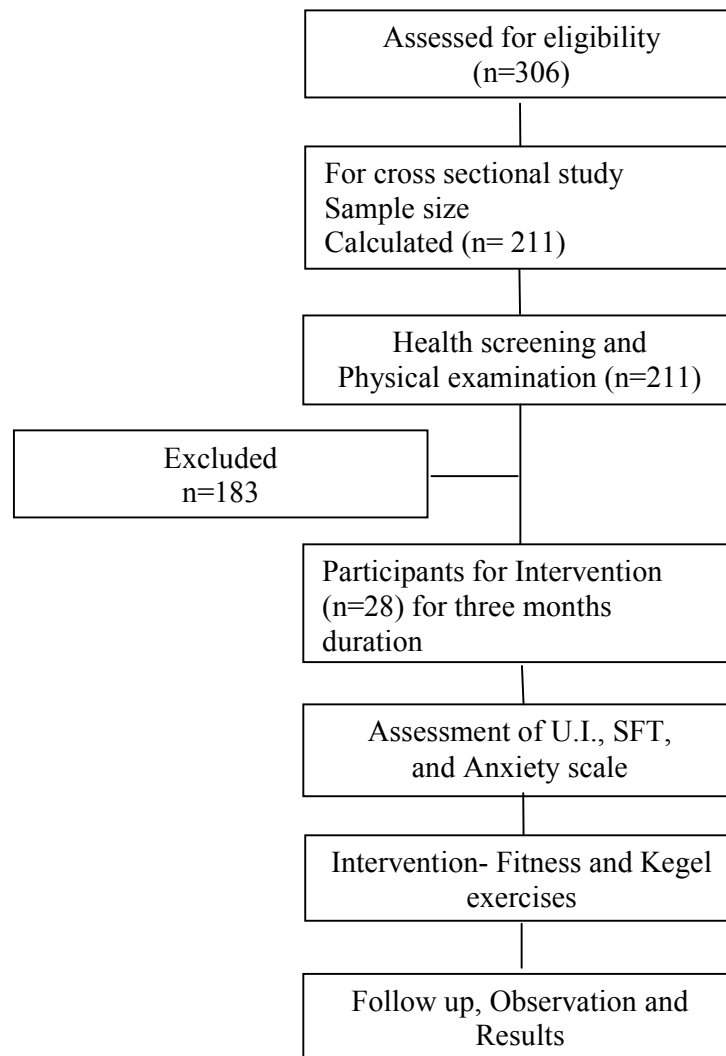 Assessed for eligibility
(n=306)
For cross sectional study
Sample size
Calculated (n= 211)
Health screening and
Physical examination (n=211)
Excluded
n=183
Participants for Intervention
(n=28) for three months
duration
Assessment of U.I., SFT,
and Anxiety scale
Intervention- Fitness and Kegel
exercises
Follow up, Observation and
Results